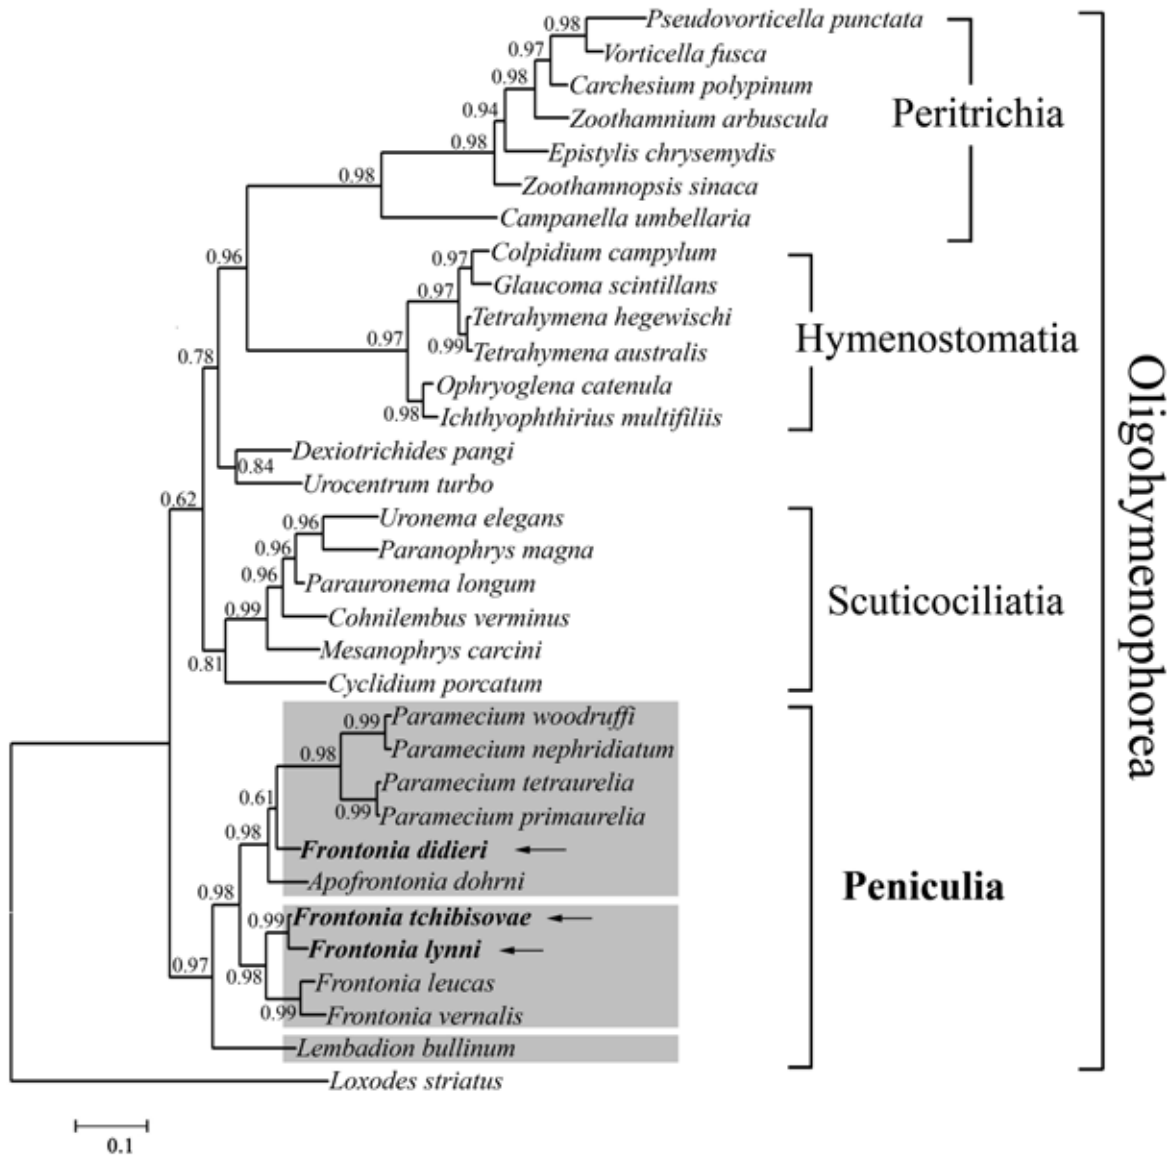 0.98
Pseudovorticella punctata
0.97
Vorticella fusca
0.98
Carchesium polypinum
0.94
Zoothamnium arbuscula
0.98
Epistylis chrysemydis
0.98
Zoothamnopsis sinaca
Campanella umbellaria
Peritrichia
0.96
0.97
Colpidium campylum
0.97
Glaucoma scintillans
Tetrahymena hegewischi
0.97
0.99
Tetrahymena australis
Ophryoglena catenula
0.98
Ichthyophthirius multifiliis
Hymenostomatia
0.78
Dexiotrichides pangi
0.84
Urocentrum turbo
0.62
0.96
Uronema elegans
0.96
Paranophrys magna
0.96
Parauronema longum
0.99
Cohnilembus verminus
Mesanophrys carcini
0.81
Cyclidium porcatum
Scuticociliatia
0.99
Paramecium woodruffi
Paramecium nephridiatum
0.98
Paramecium tetraurelia
0.99
Paramecium primaurelia
0.61
Frontonia didieri
0.98
Apofrontonia dohrni
0.98
0.99
Frontonia tchibisovae
Frontonia lynni
0.97
0.98
Frontonia leucas
0.99
Frontonia vernalis
Lembadion bullinum
Peniculia
Loxodes striatus
Oligohymenophorea
0.1